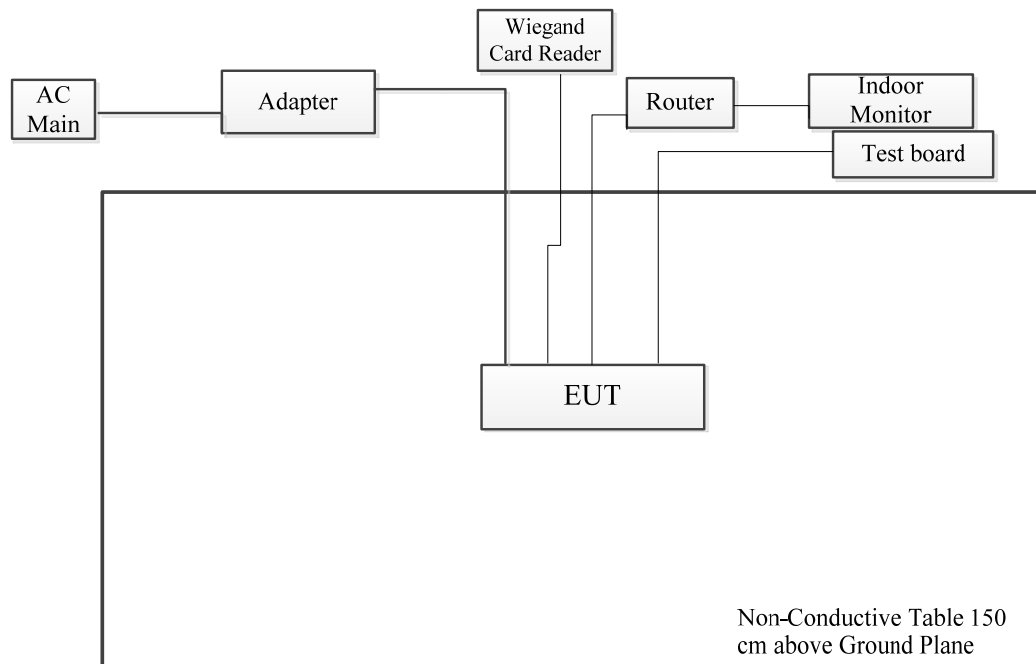 Wiegand
Card Reader
AC
Main
Adapter
Router
Indoor
Monitor
Test board
EUT
Non-Conductive Table 150
cm above Ground Plane